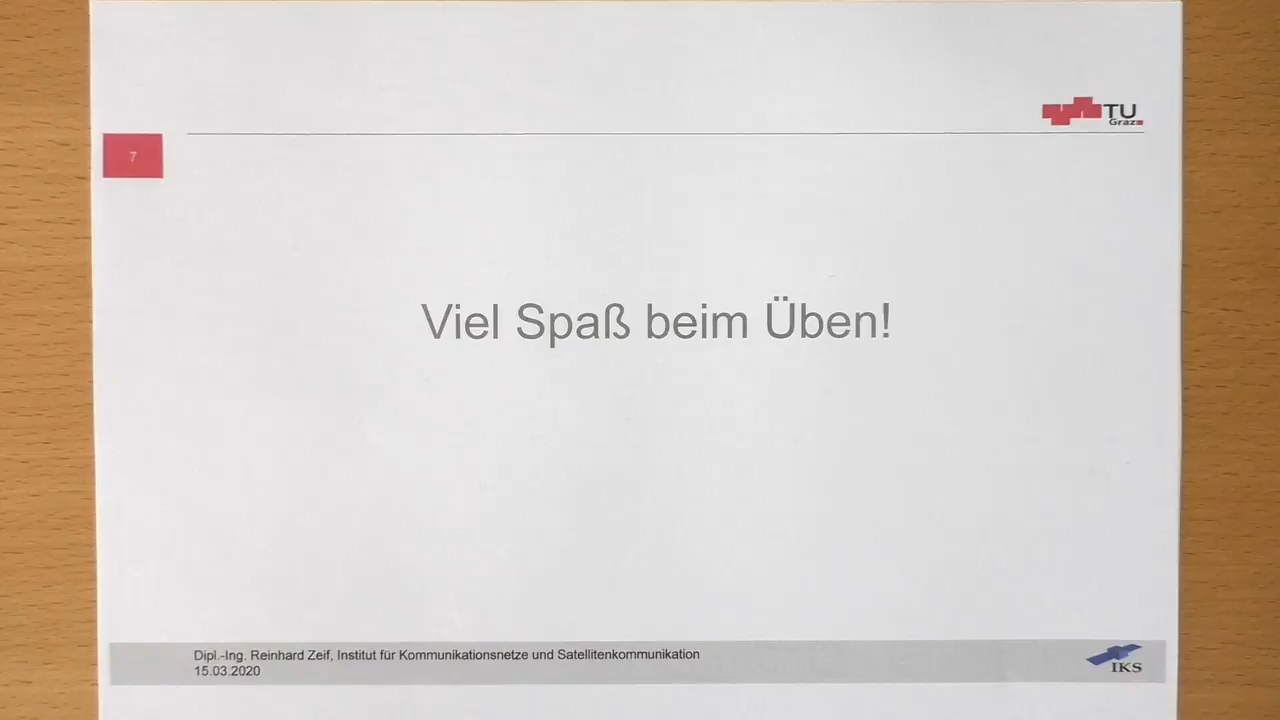 TU
Graz
7
Viel Spaß beim Üben!
Dipl.-Ing. Reinhard Zeif, Institut für Kommunikationsnetze und Satellitenkommunikation
15.03.2020
IKS